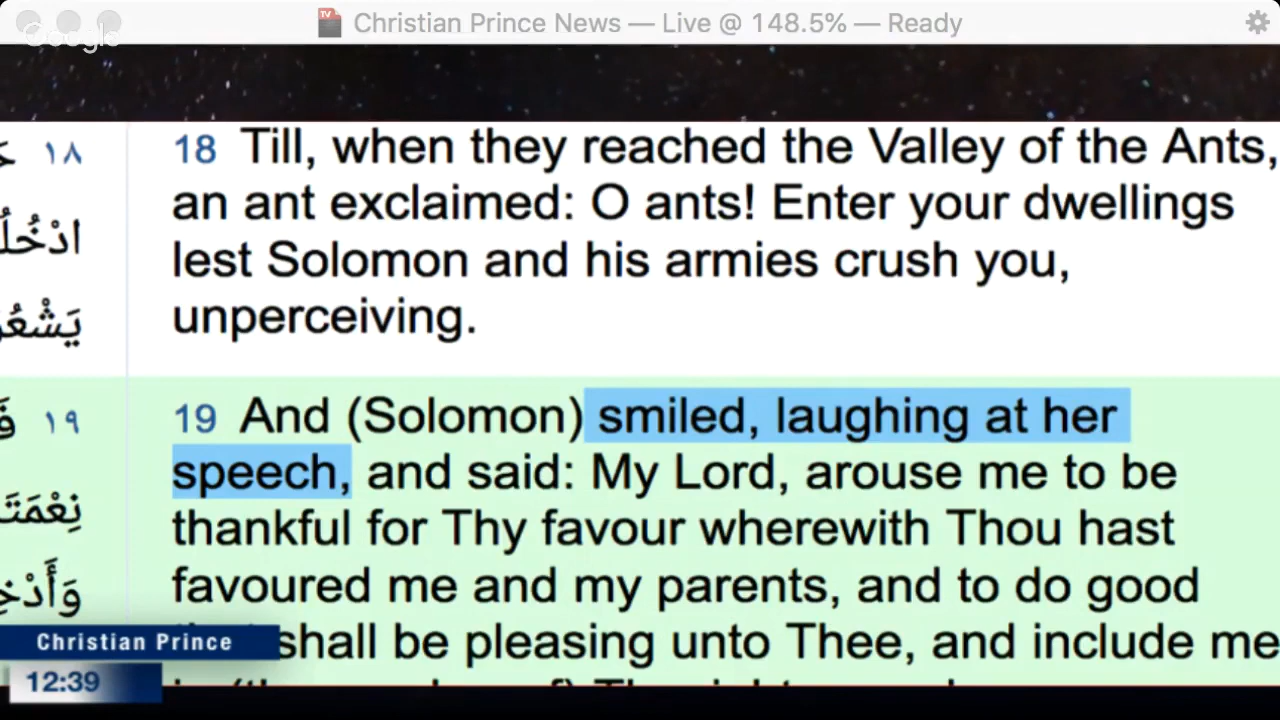 Christian Prince News — Live @ 148.5% — Ready
Google
١٨
18 Till, when they reached the Valley of the Ants,
an ant exclaimed: O ants! Enter your dwellings
lest Solomon and his armies crush you,
unperceiving.
١٩
19 And (Solomon) smiled, laughing at her
speech, and said: My Lord, arouse me to be
thankful for Thy favour wherewith Thou hast
favoured me and my parents, and to do good
shall be pleasing unto Thee, and include me
Christian Prince
12:39